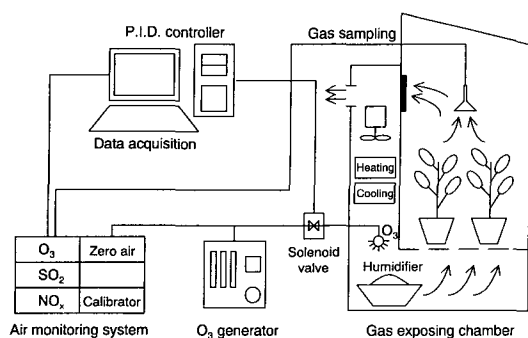 P.I.D. controller
Gas sampling
Data acquisition
Heating
Cooling
O₃
O₃
Zero air
SO₂
NOₓ
Calibrator
Solenoid
valve
Humidifier
Air monitoring system
O₃ generator
Gas exposing chamber